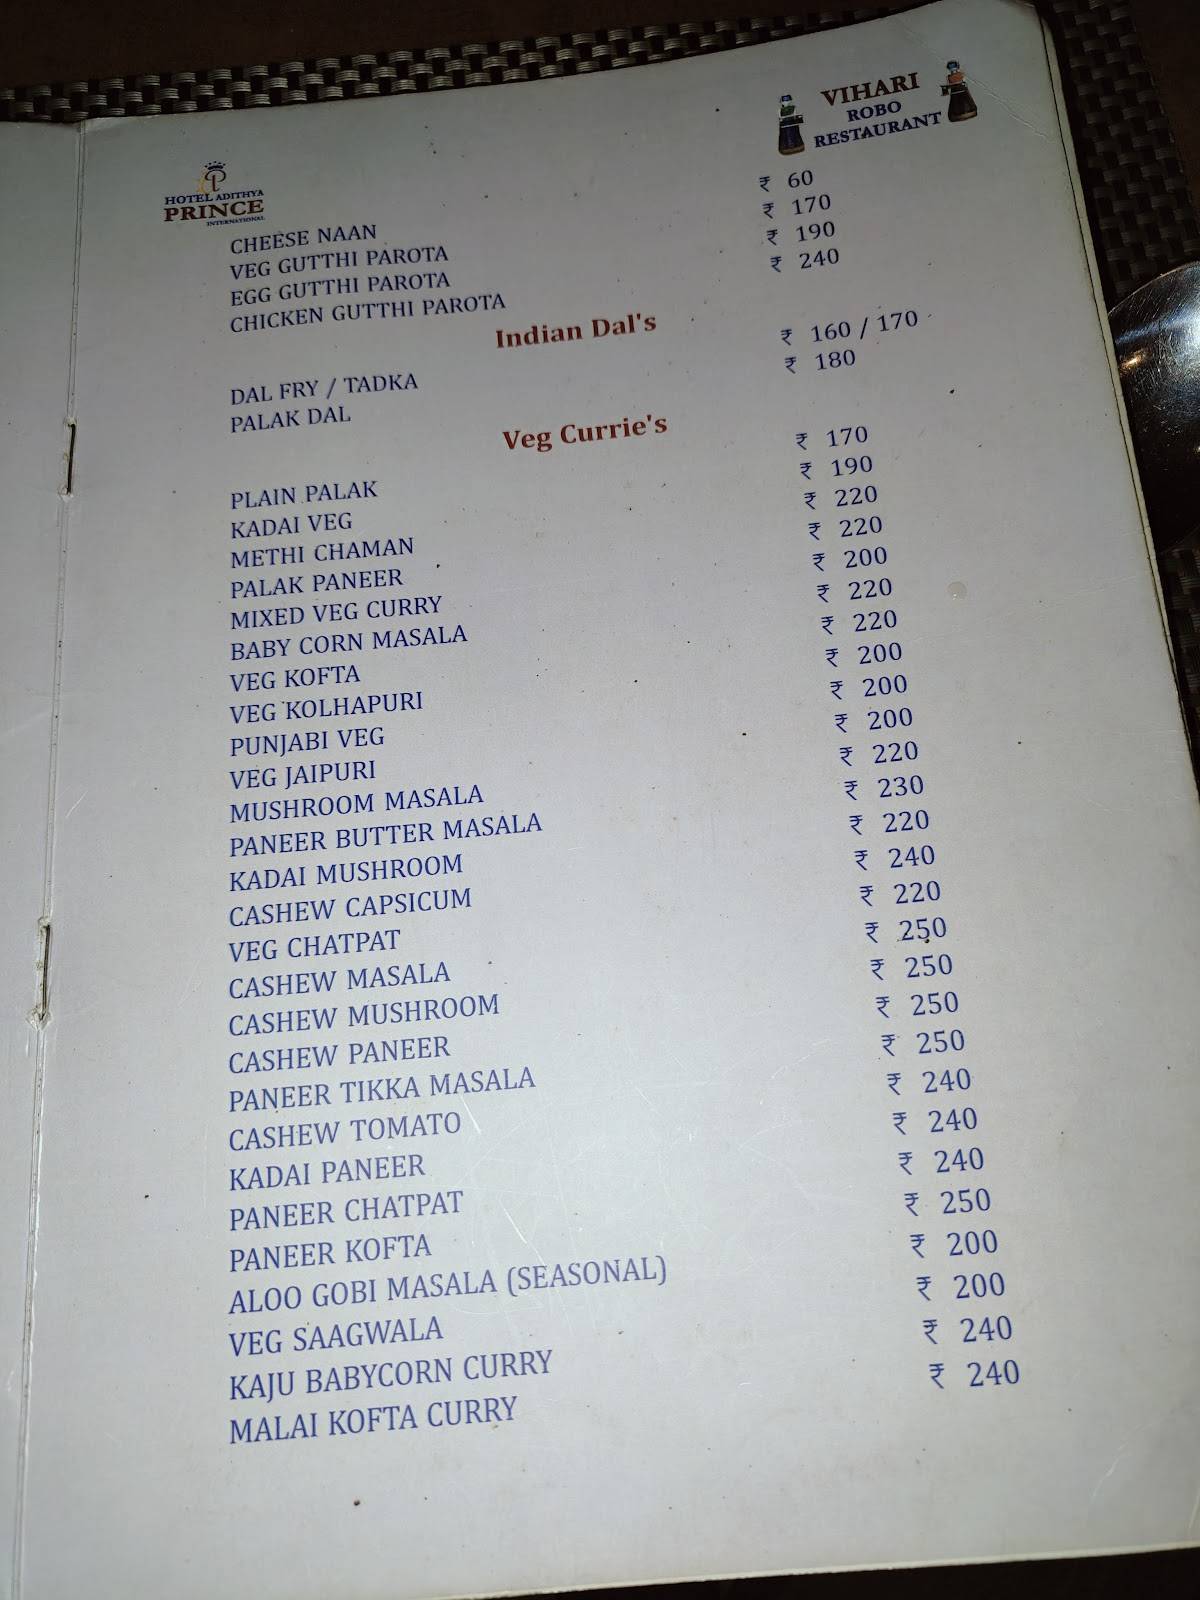 VIHARI
ROBO
RESTAURANT
HOTEL ADITHYA
PRINCE
INTERNATIONAL
CHEESE NAAN ₹ 60
VEG GUTTHI PAROTA ₹ 170
EGG GUTTHI PAROTA ₹ 190
CHICKEN GUTTHI PAROTA ₹ 240
Indian Dal's
DAL FRY / TADKA ₹ 160 / 170
PALAK DAL ₹ 180
Veg Currie's
PLAIN PALAK ₹ 170
KADAI VEG ₹ 190
METHI CHAMAN ₹ 220
PALAK PANEER ₹ 220
MIXED VEG CURRY ₹ 200
BABY CORN MASALA ₹ 220
VEG KOFTA ₹ 220
VEG KOLHAPURI ₹ 200
PUNJABI VEG ₹ 200
VEG JAIPURI ₹ 200
MUSHROOM MASALA ₹ 220
PANEER BUTTER MASALA ₹ 230
KADAI MUSHROOM ₹ 220
CASHEW CAPSICUM ₹ 240
VEG CHATPAT ₹ 220
CASHEW MASALA ₹ 250
CASHEW MUSHROOM ₹ 250
CASHEW PANEER ₹ 250
PANEER TIKKA MASALA ₹ 250
CASHEW TOMATO ₹ 240
KADAI PANEER ₹ 240
PANEER CHATPAT ₹ 240
PANEER KOFTA ₹ 250
ALOO GOBI MASALA (SEASONAL) ₹ 200
VEG SAAGWALA ₹ 200
KAJU BABYCORN CURRY ₹ 240
MALAI KOFTA CURRY ₹ 240